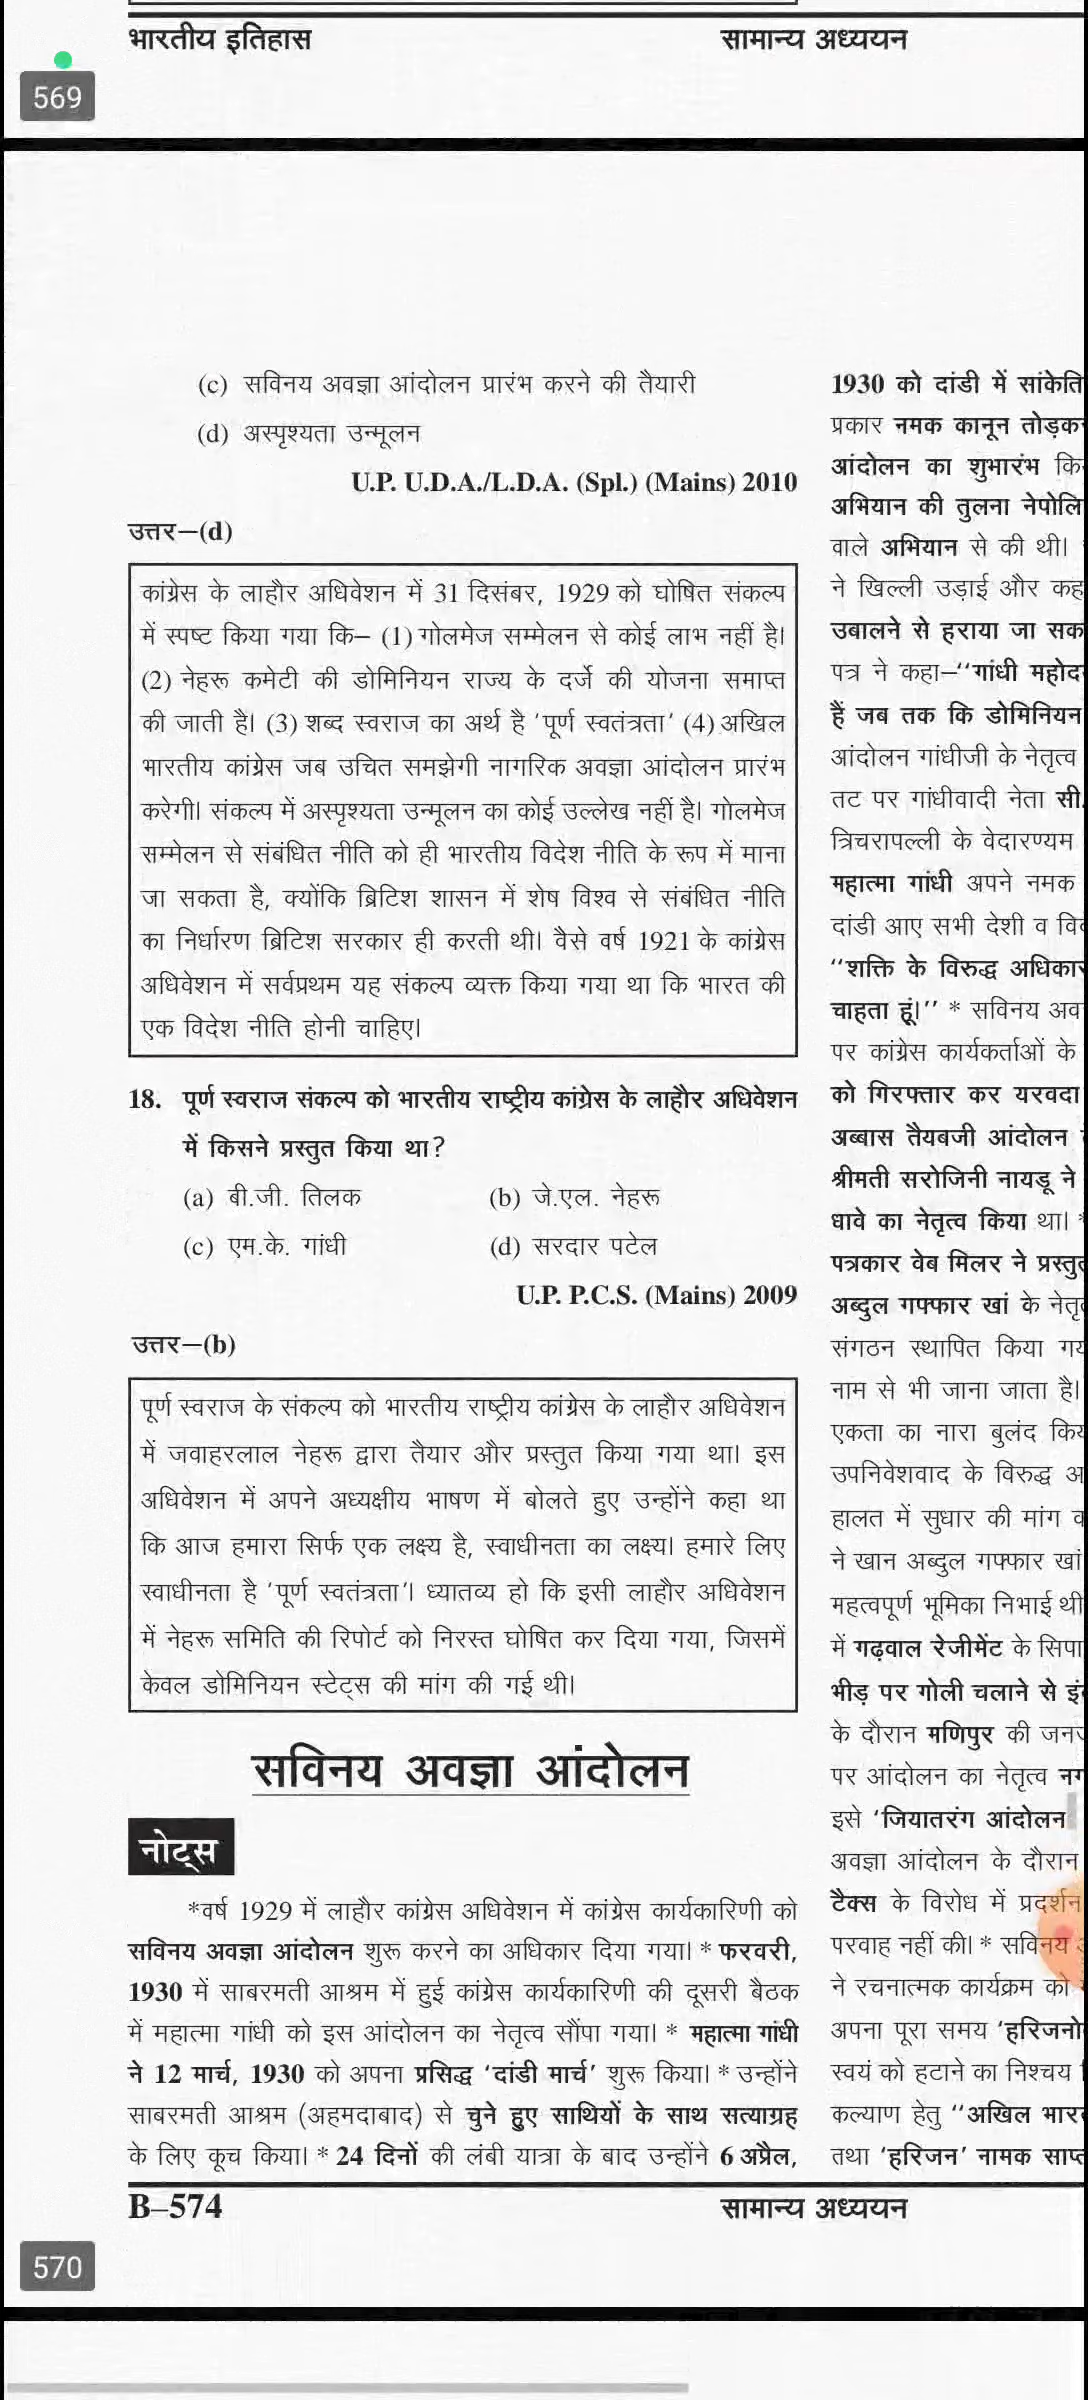 भारतीय इतिहास
सामान्य अध्ययन
569
(c) सविनय अवज्ञा आंदोलन प्रारंभ करने की तैयारी
(d) अस्पृश्यता उन्मूलन
U.P. U.D.A./L.D.A. (Spl.) (Mains) 2010
उत्तर—(d)
कांग्रेस के लाहौर अधिवेशन में 31 दिसंबर, 1929 को घोषित संकल्प
में स्पष्ट किया गया कि– (1) गोलमेज सम्मेलन से कोई लाभ नहीं है।
(2) नेहरू कमेटी की डोमिनियन राज्य के दर्जे की योजना समाप्त
की जाती है। (3) शब्द स्वराज का अर्थ है 'पूर्ण स्वतंत्रता' (4) अखिल
भारतीय कांग्रेस जब उचित समझेगी नागरिक अवज्ञा आंदोलन प्रारंभ
करेगी। संकल्प में अस्पृश्यता उन्मूलन का कोई उल्लेख नहीं है। गोलमेज
सम्मेलन से संबंधित नीति को ही भारतीय विदेश नीति के रूप में माना
जा सकता है, क्योंकि ब्रिटिश शासन में शेष विश्व से संबंधित नीति
का निर्धारण ब्रिटिश सरकार ही करती थी। वैसे वर्ष 1921 के कांग्रेस
अधिवेशन में सर्वप्रथम यह संकल्प व्यक्त किया गया था कि भारत की
एक विदेश नीति होनी चाहिए।
18. पूर्ण स्वराज संकल्प को भारतीय राष्ट्रीय कांग्रेस के लाहौर अधिवेशन
में किसने प्रस्तुत किया था?
(a) बी.जी. तिलक (b) जे.एल. नेहरू
(c) एम.के. गांधी (d) सरदार पटेल
U.P. P.C.S. (Mains) 2009
उत्तर—(b)
पूर्ण स्वराज के संकल्प को भारतीय राष्ट्रीय कांग्रेस के लाहौर अधिवेशन
में जवाहरलाल नेहरू द्वारा तैयार और प्रस्तुत किया गया था। इस
अधिवेशन में अपने अध्यक्षीय भाषण में बोलते हुए उन्होंने कहा था
कि आज हमारा सिर्फ एक लक्ष्य है, स्वाधीनता का लक्ष्य। हमारे लिए
स्वाधीनता है 'पूर्ण स्वतंत्रता'। ध्यातव्य हो कि इसी लाहौर अधिवेशन
में नेहरू समिति की रिपोर्ट को निरस्त घोषित कर दिया गया, जिसमें
केवल डोमिनियन स्टेट्स की मांग की गई थी।
सविनय अवज्ञा आंदोलन
नोट्स
*वर्ष 1929 में लाहौर कांग्रेस अधिवेशन में कांग्रेस कार्यकारिणी को
सविनय अवज्ञा आंदोलन शुरू करने का अधिकार दिया गया। * फरवरी,
1930 में साबरमती आश्रम में हुई कांग्रेस कार्यकारिणी की दूसरी बैठक
में महात्मा गांधी को इस आंदोलन का नेतृत्व सौंपा गया। * महात्मा गांधी
ने 12 मार्च, 1930 को अपना प्रसिद्ध 'दांडी मार्च' शुरू किया। * उन्होंने
साबरमती आश्रम (अहमदाबाद) से चुने हुए साथियों के साथ सत्याग्रह
के लिए कूच किया। * 24 दिनों की लंबी यात्रा के बाद उन्होंने 6 अप्रैल,
1930 को दांडी में
प्रकार नमक कानून
आंदोलन का शुभारंभ
अभियान की तुलना
वाले अभियान से की थी।
ने खिल्ली उड़ाई और
उबालने से हराया जा
पत्र ने कहा–"गांधी
हैं जब तक कि डोमिनियन
आंदोलन गांधीजी के नेतृत्व
तट पर गांधीवादी नेता
त्रिचरापल्ली के वेदारण्यम
महात्मा गांधी अपने नमक
दांडी आए सभी देशी व
"शक्ति के विरुद्ध
चाहता हूं।" * सविनय
पर कांग्रेस कार्यकर्ताओं के
को गिरफ्तार कर यरवदा
अब्बास तैयबजी आंदोलन
श्रीमती सरोजिनी नायडू ने
धावे का नेतृत्व किया था।
पत्रकार वेब मिलर ने
अब्दुल गफ्फार खां के
संगठन स्थापित किया
नाम से भी जाना जाता है।
एकता का नारा बुलंद
उपनिवेशवाद के विरुद्ध
हालत में सुधार की मांग
ने खान अब्दुल गफ्फार खां
महत्वपूर्ण भूमिका निभाई थी
में गढ़वाल रेजीमेंट के
भीड़ पर गोली चलाने से
के दौरान मणिपुर की
पर आंदोलन का नेतृत्व
इसे 'जियातरंग आंदोलन
अवज्ञा आंदोलन के दौरान
टैक्स के विरोध में प्रदर्शन
परवाह नहीं की। * सविनय
ने रचनात्मक कार्यक्रम को
अपना पूरा समय
स्वयं को हटाने का निश्चय
कल्याण हेतु "अखिल
तथा 'हरिजन' नामक
B–574
सामान्य अध्ययन
570